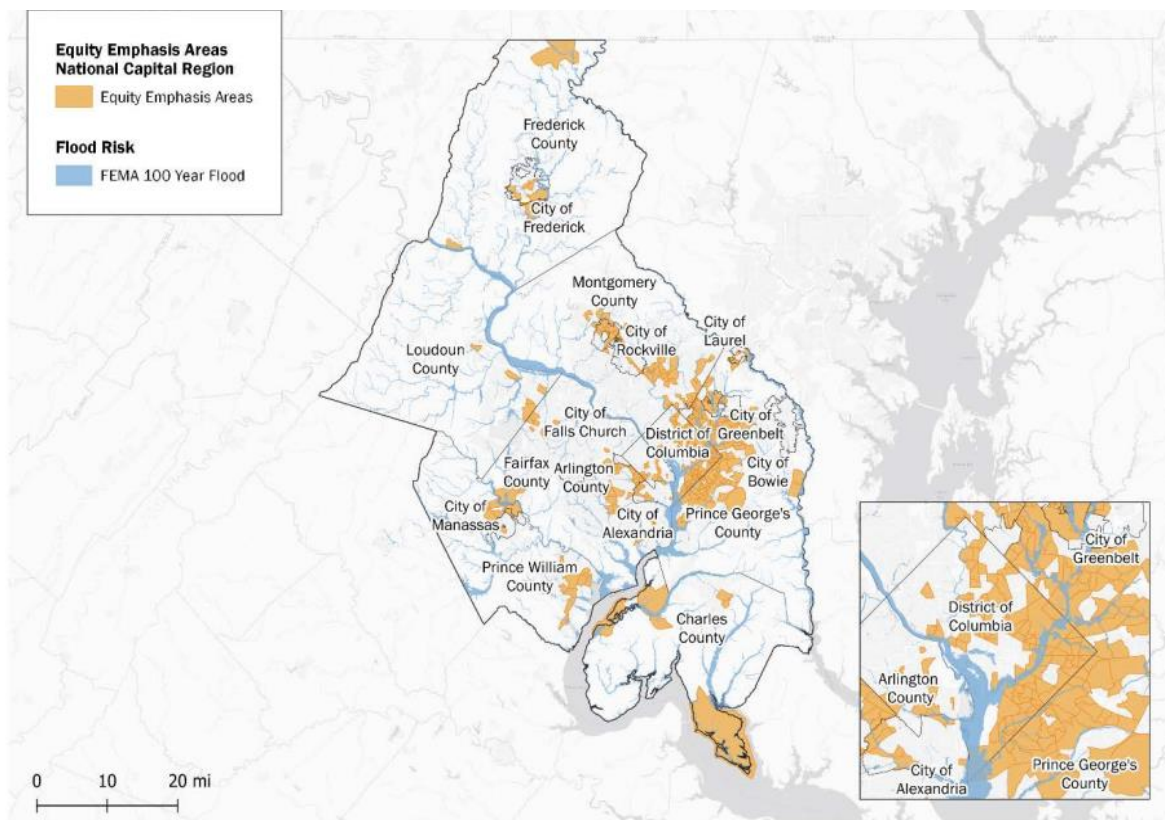 Equity Emphasis Areas
National Capital Region
Equity Emphasis Areas
Flood Risk
FEMA 100 Year Flood
Frederick
County
City of
Frederick
Montgomery
County
City of
Rockville
City of
Laurel
Loudoun
County
City of
Falls Church
District of
Columbia
City of
Greenbelt
Fairfax
County
Arlington
County
City of
Bowie
City of
Manassas
City of
Alexandria
Prince George's
County
Prince William
County
Charles
County
0 10 20 mi
City of
Greenbelt
District of
Columbia
Arlington
County
Prince George's
County
City of
Alexandria